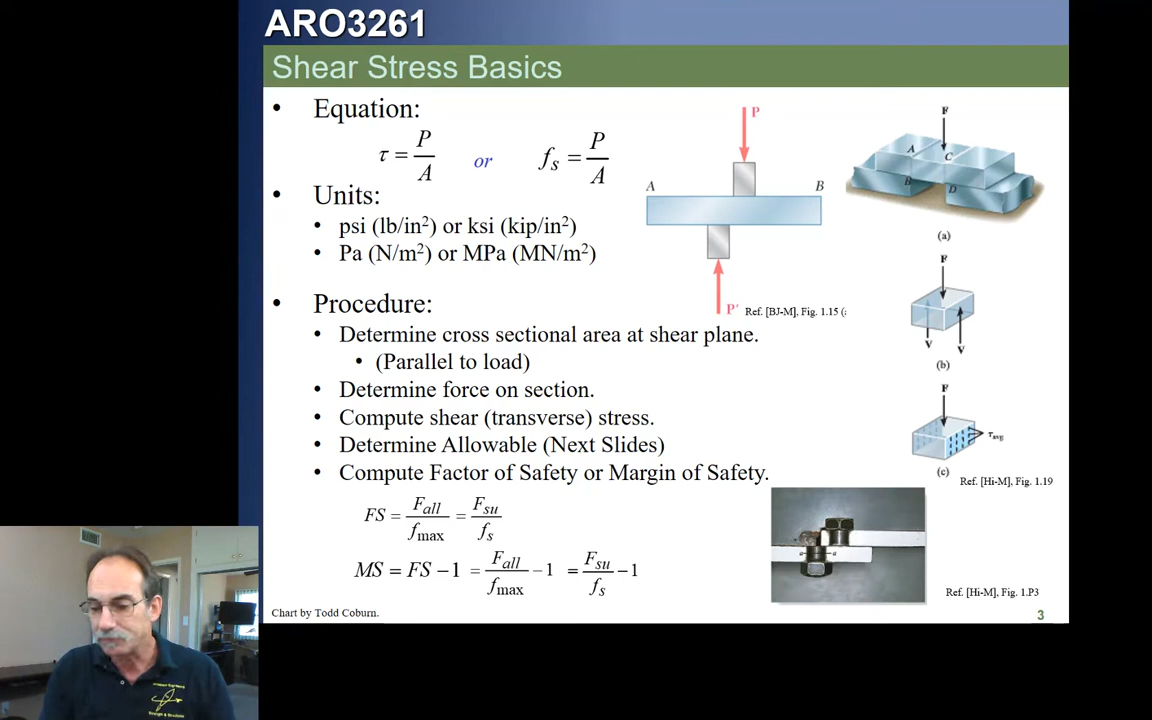 ARO3261
Shear Stress Basics
• Equation:
τ = P/A or fₛ = P/A
• Units:
• psi (lb/in²) or ksi (kip/in²)
• Pa (N/m²) or MPa (MN/m²)
• Procedure:
• Determine cross sectional area at shear plane.
• (Parallel to load)
• Determine force on section.
• Compute shear (transverse) stress.
• Determine Allowable (Next Slides)
• Compute Factor of Safety or Margin of Safety.
FS = F_all/f_max = F_su/f_s
MS = FS − 1 = F_all/f_max − 1 = F_su/f_s − 1
Chart by Todd Coburn.
P
A
B
P′
Ref. [BJ-M], Fig. 1.15 (
F
A
C
B
D
(a)
F
V
V
(b)
F
τavg
(c)
Ref. [Hi-M], Fig. 1.19
a
a
Ref. [Hi-M], Fig. 1.P3
3